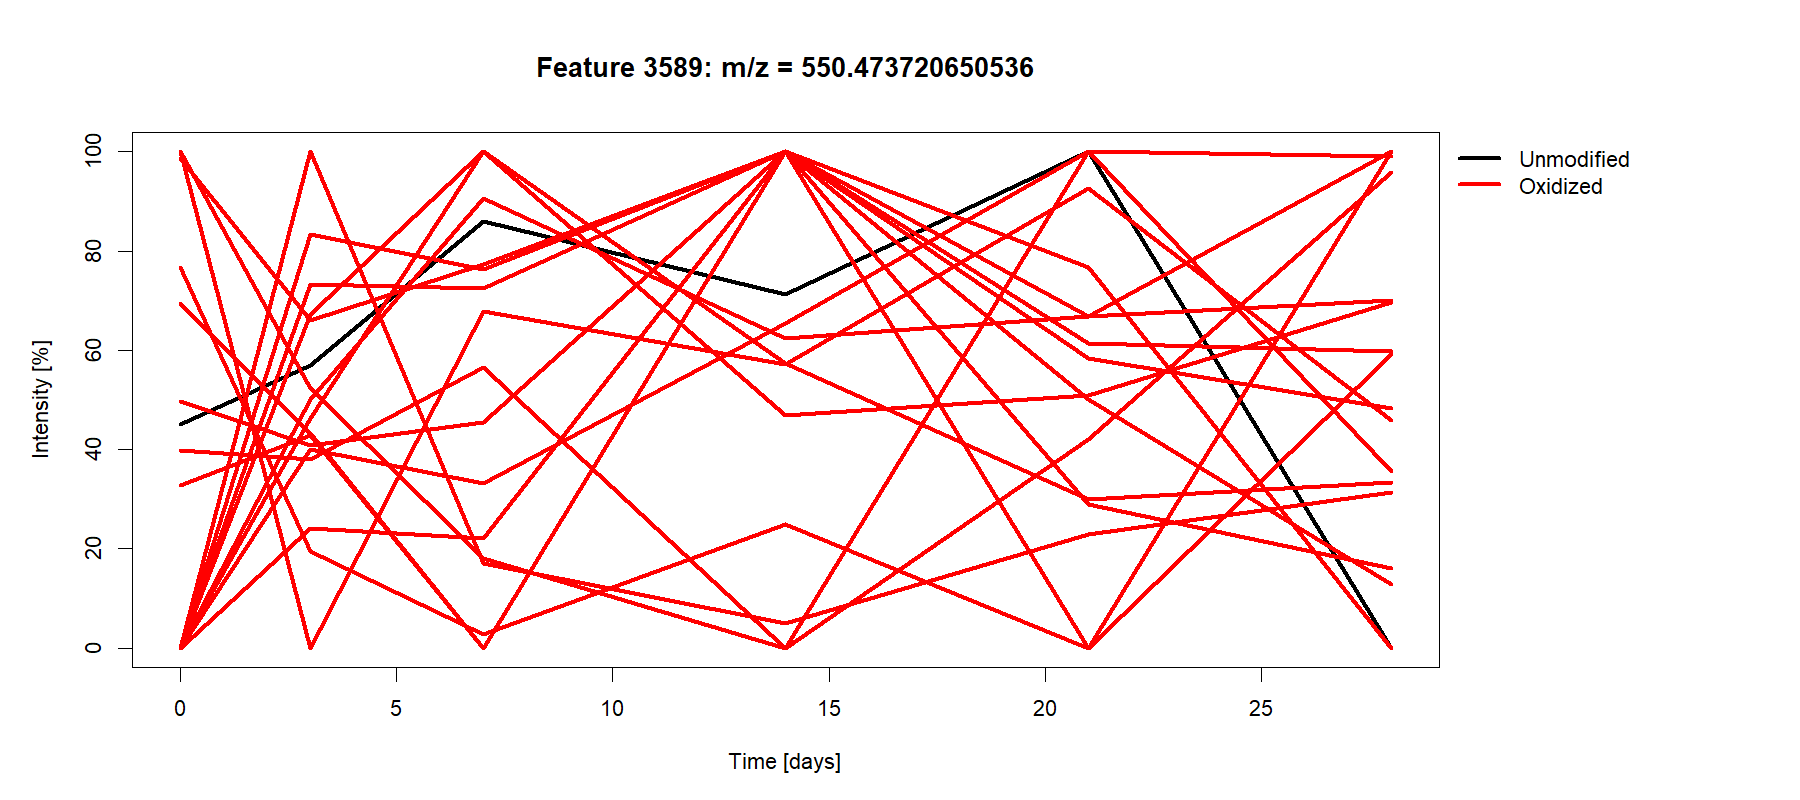 Feature 3589: m/z = 550.473720650536
Unmodified
Oxidized
Intensity [%]
100
80
60
40
20
0
0 5 10 15 20 25
Time [days]